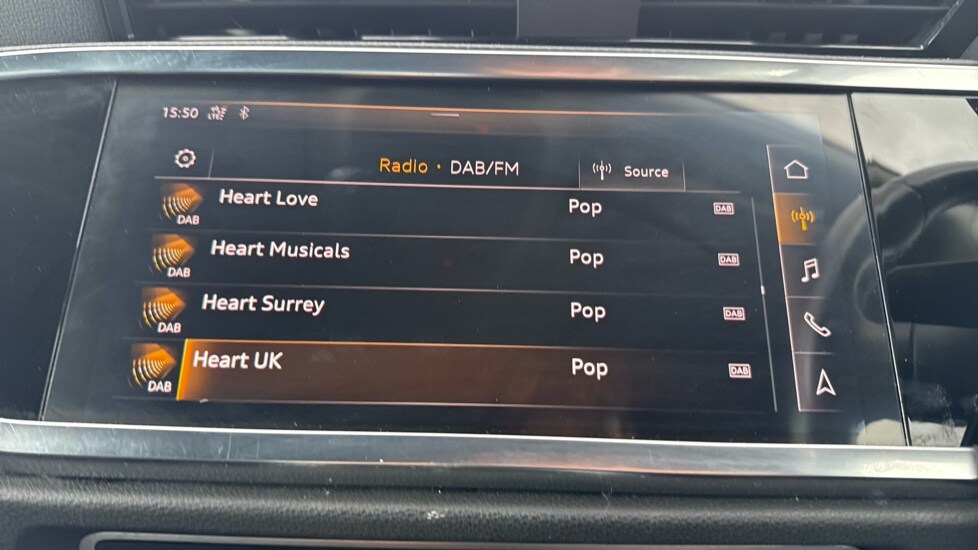 15:50 LTE
Radio · DAB/FM Source
DAB Heart Love Pop DAB
DAB Heart Musicals Pop DAB
DAB Heart Surrey Pop DAB
DAB Heart UK Pop DAB